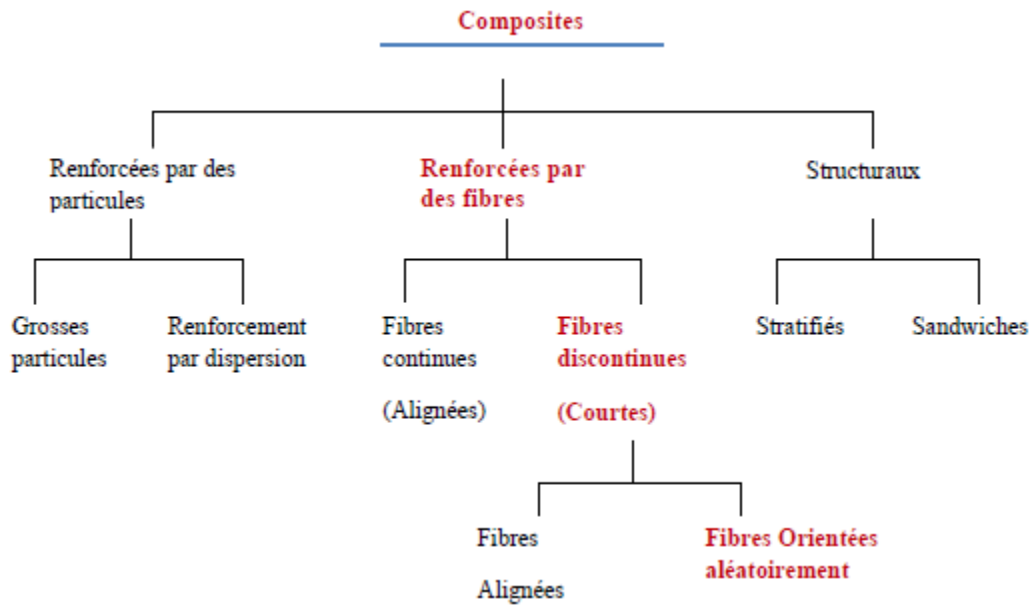 Composites
Renforcées par des
particules
Renforcées par
des fibres
Structuraux
Grosses
particules
Renforcement
par dispersion
Fibres
continues
(Alignées)
Fibres
discontinues
(Courtes)
Stratifiés
Sandwiches
Fibres
Alignées
Fibres Orientées
aléatoirement